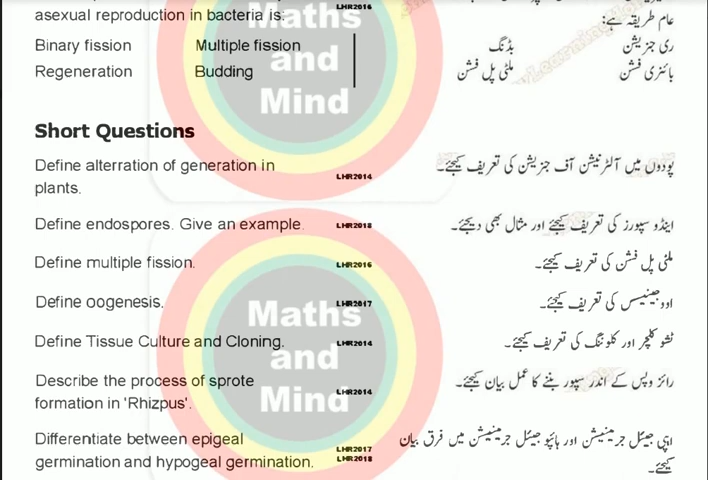 asexual reproduction in bacteria is: LHR2016
عام طریقہ ہے:
Binary fission Multiple fission بڈنگ ری جزیشن
Regeneration Budding ملٹی پل فشن بائنری فشن
Maths
and
Mind
Short Questions
Define alterration of generation in
plants. LHR2014 پودوں میں آلٹرنیشن آف جنریشن کی تعریف کیجئے۔
Define endospores. Give an example. LHR2018 اینڈو سپورز کی تعریف کیجئے اور مثال بھی دیجئے۔
Define multiple fission. LHR2016 ملٹی پل فشن کی تعریف کیجئے۔
Define oogenesis. LHR2017 اووجینیسس کی تعریف کیجئے۔
Define Tissue Culture and Cloning. LHR2014 ٹشو کلچر اور کلوننگ کی تعریف کیجئے۔
Maths
and
Mind
Describe the process of sprote
formation in 'Rhizpus'. LHR2014 رائز وپس کے اندر سپور بننے کا عمل بیان کیجئے۔
Differentiate between epigeal
germination and hypogeal germination. LHR2017
LHR2018
اپی جیئل جرمینیشن اور ہائپو جیئل جرمینیشن میں فرق بیان
کیجئے۔